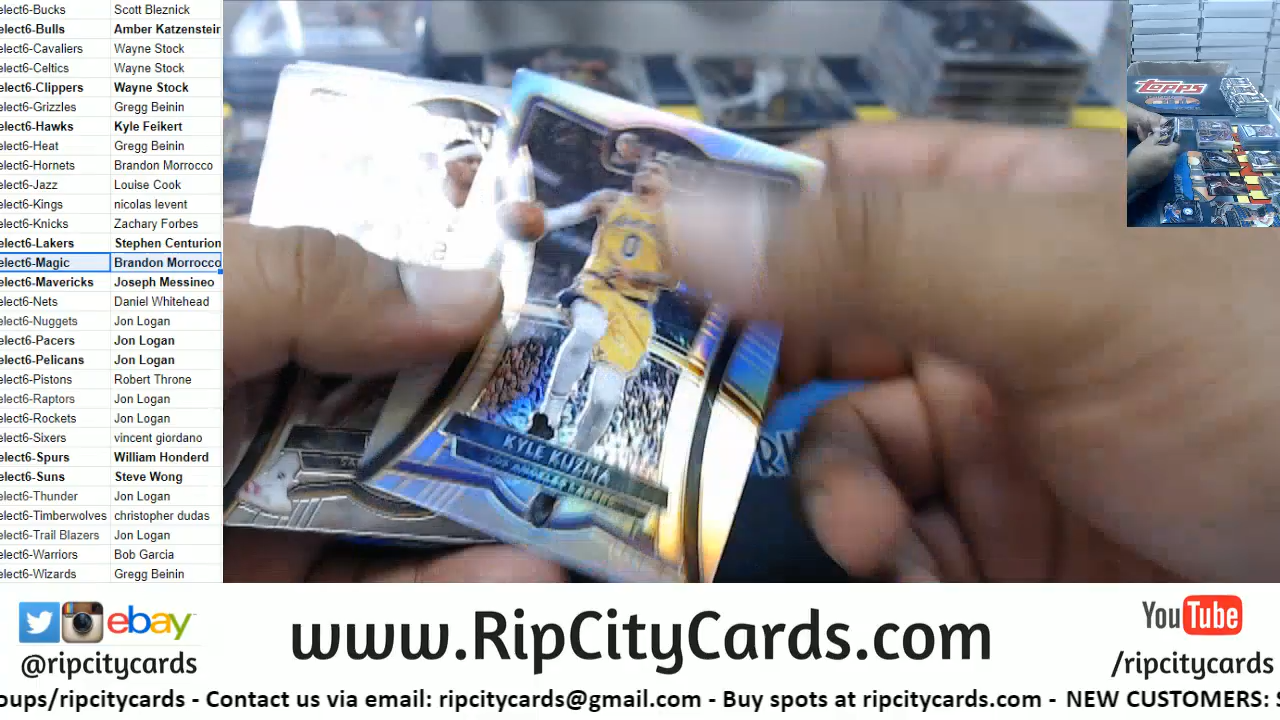 elect6-Bucks Scott Bleznick
elect6-Bulls Amber Katzenstein
elect6-Cavaliers Wayne Stock
elect6-Celtics Wayne Stock
elect6-Clippers Wayne Stock
elect6-Grizzles Gregg Beinin
elect6-Hawks Kyle Feikert
elect6-Heat Gregg Beinin
elect6-Hornets Brandon Morrocco
elect6-Jazz Louise Cook
elect6-Kings nicolas levent
elect6-Knicks Zachary Forbes
elect6-Lakers Stephen Centurion
elect6-Magic Brandon Morrocco
elect6-Mavericks Joseph Messineo
elect6-Nets Daniel Whitehead
elect6-Nuggets Jon Logan
elect6-Pacers Jon Logan
elect6-Pelicans Jon Logan
elect6-Pistons Robert Throne
elect6-Raptors Jon Logan
elect6-Rockets Jon Logan
elect6-Sixers vincent giordano
elect6-Spurs William Honderd
elect6-Suns Steve Wong
elect6-Thunder Jon Logan
elect6-Timberwolves christopher dudas
elect6-Trail Blazers Jon Logan
elect6-Warriors Bob Garcia
elect6-Wizards Gregg Beinin
0
KYLE KUZMA
LOS ANGELES LAKERS
Topps
ebay
@ripcitycards
www.RipCityCards.com
YouTube
/ripcitycards
oups/ripcitycards - Contact us via email: ripcitycards@gmail.com - Buy spots at ripcitycards.com - NEW CUSTOMERS: S